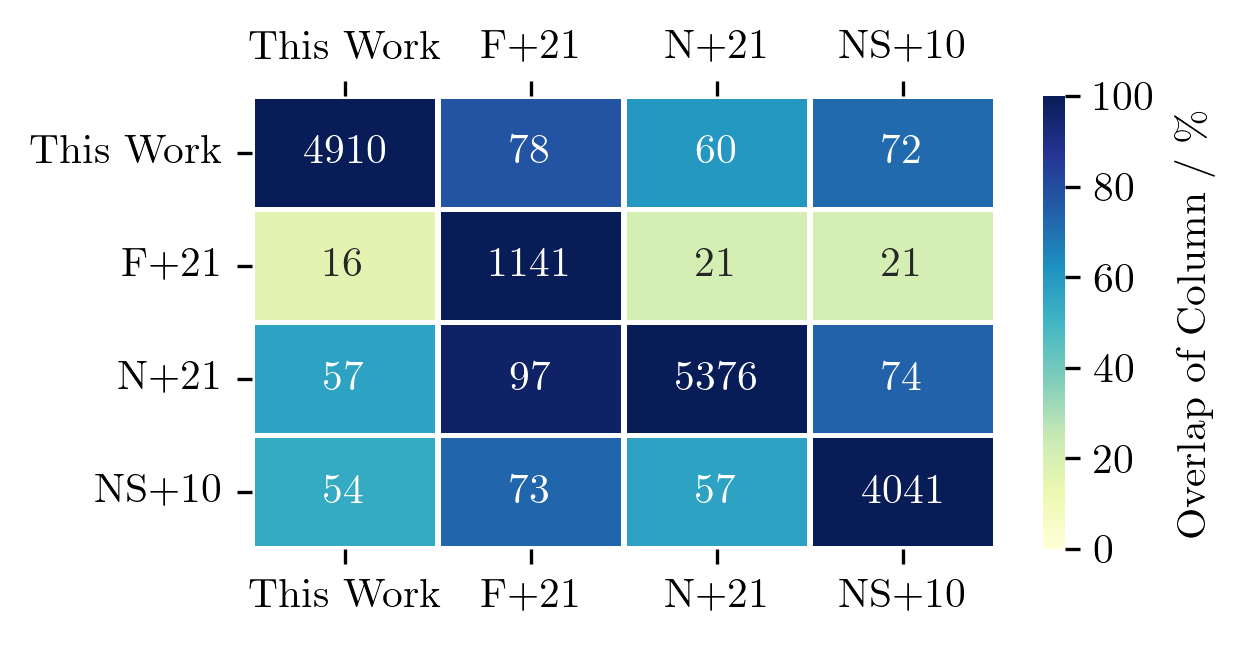 This Work F+21 N+21 NS+10
This Work 4910 78 60 72
F+21 16 1141 21 21
N+21 57 97 5376 74
NS+10 54 73 57 4041
This Work F+21 N+21 NS+10
100
80
60
40
20
0
Overlap of Column / %